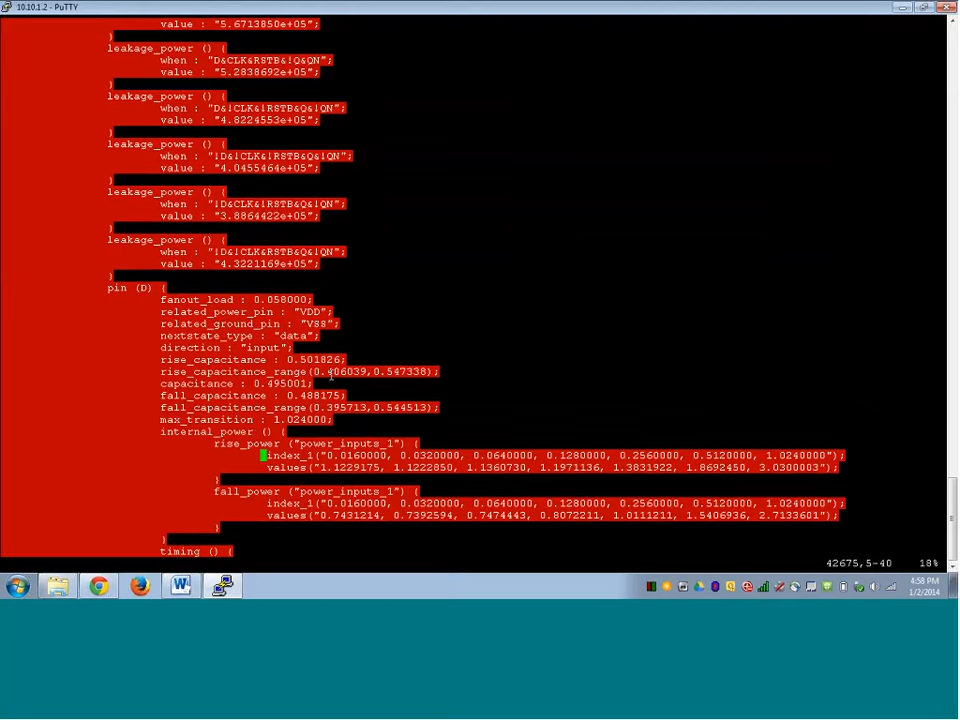 10.10.1.2 - PuTTY
value : "5.6713850e+05";
}
leakage_power () {
when : "D&CLK&RSTB&!Q&QN";
value : "5.2838692e+05";
}
leakage_power () {
when : "D&!CLK&!RSTB&Q&!QN";
value : "4.8224553e+05";
}
leakage_power () {
when : "!D&!CLK&!RSTB&Q&!QN";
value : "4.0455464e+05";
}
leakage_power () {
when : "!D&CLK&!RSTB&Q&!QN";
value : "3.8864422e+05";
}
leakage_power () {
when : "!D&!CLK&RSTB&Q&!QN";
value : "4.3221169e+05";
}
pin (D) {
fanout_load : 0.058000;
related_power_pin : "VDD";
related_ground_pin : "VSS";
nextstate_type : "data";
direction : "input";
rise_capacitance : 0.501826;
rise_capacitance_range(0.406039,0.547338);
capacitance : 0.495001;
fall_capacitance : 0.488175;
fall_capacitance_range(0.395713,0.544513);
max_transition : 1.024000;
internal_power () {
rise_power ("power_inputs_1") {
index_1("0.0160000, 0.0320000, 0.0640000, 0.1280000, 0.2560000, 0.5120000, 1.0240000");
values("1.1229175, 1.1222850, 1.1360730, 1.1971136, 1.3831922, 1.8692450, 3.0300003");
}
fall_power ("power_inputs_1") {
index_1("0.0160000, 0.0320000, 0.0640000, 0.1280000, 0.2560000, 0.5120000, 1.0240000");
values("0.7431214, 0.7392594, 0.7474443, 0.8072211, 1.0111211, 1.5406936, 2.7133601");
}
}
timing () {
42675,5-40 18%
4:58 PM
1/2/2014